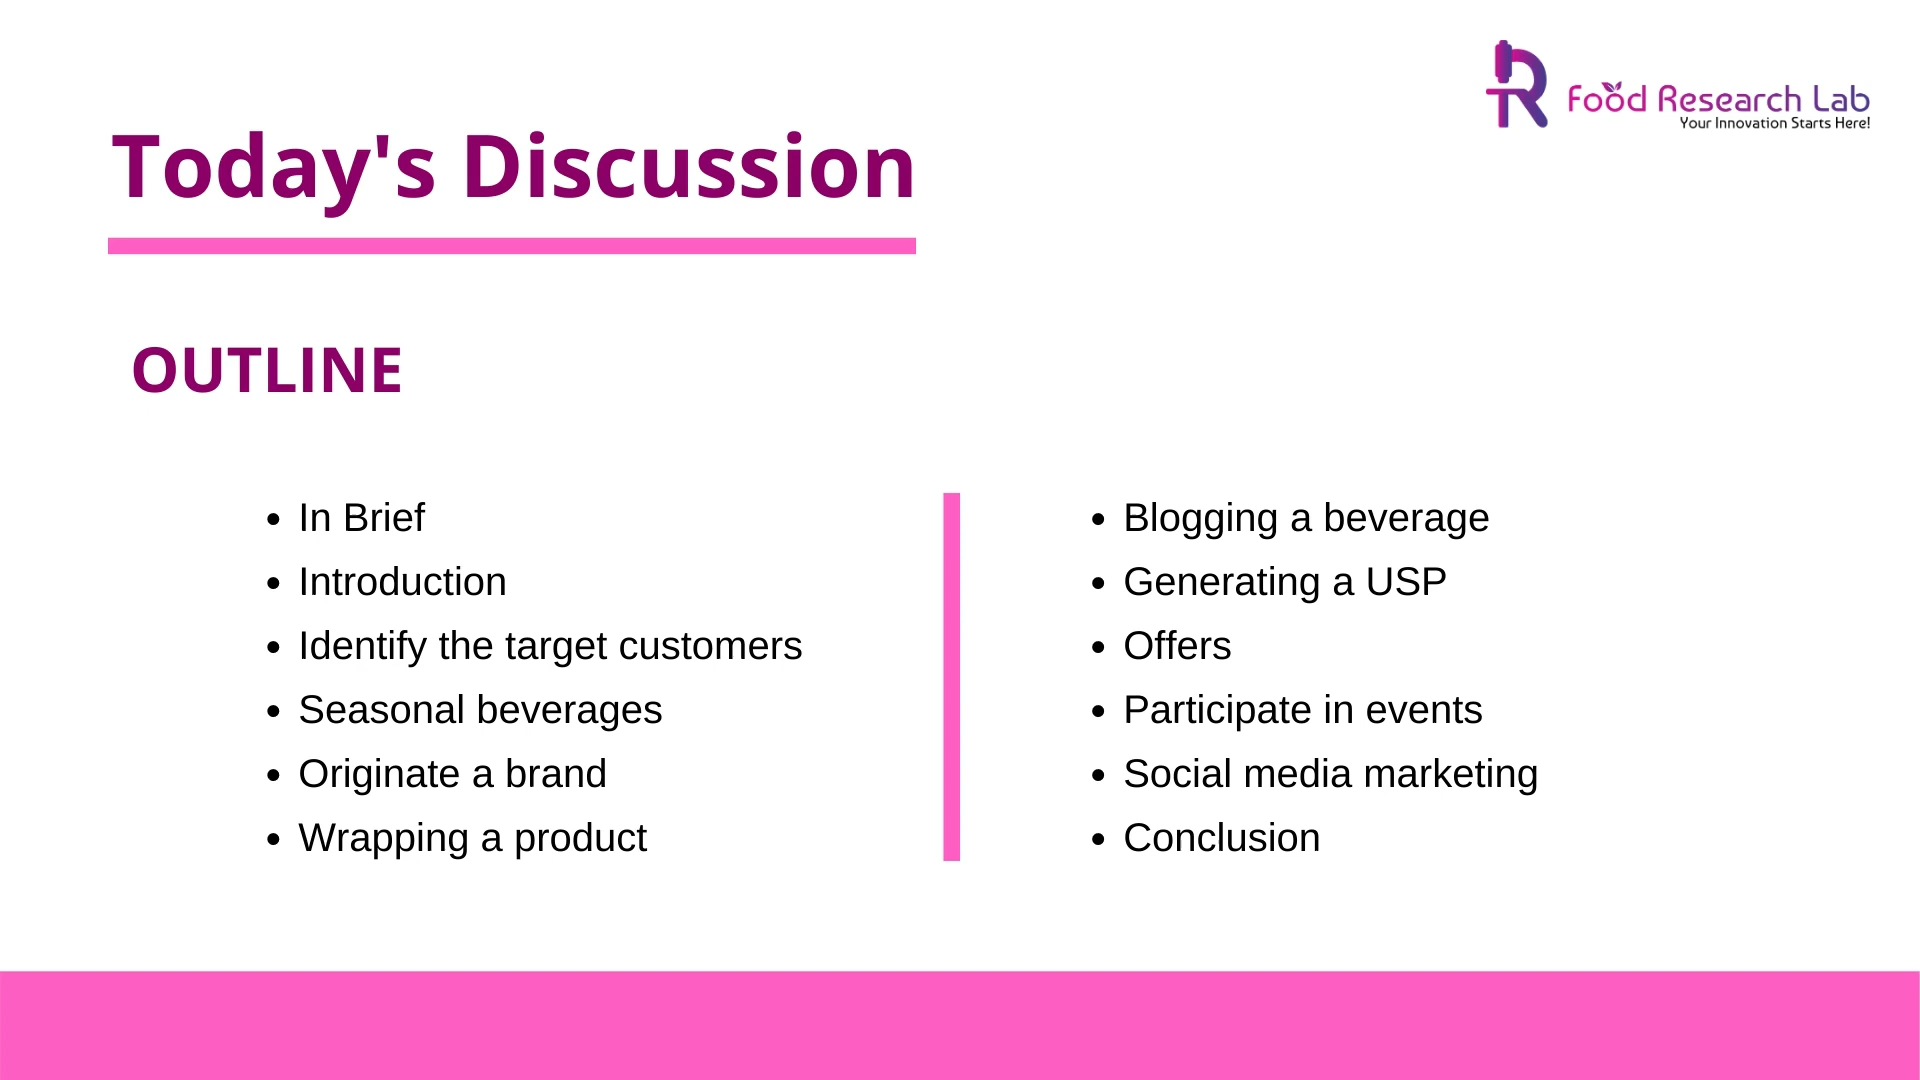 Food Research Lab
Your Innovation Starts Here!
Today's Discussion
OUTLINE
• In Brief
• Introduction
• Identify the target customers
• Seasonal beverages
• Originate a brand
• Wrapping a product
• Blogging a beverage
• Generating a USP
• Offers
• Participate in events
• Social media marketing
• Conclusion